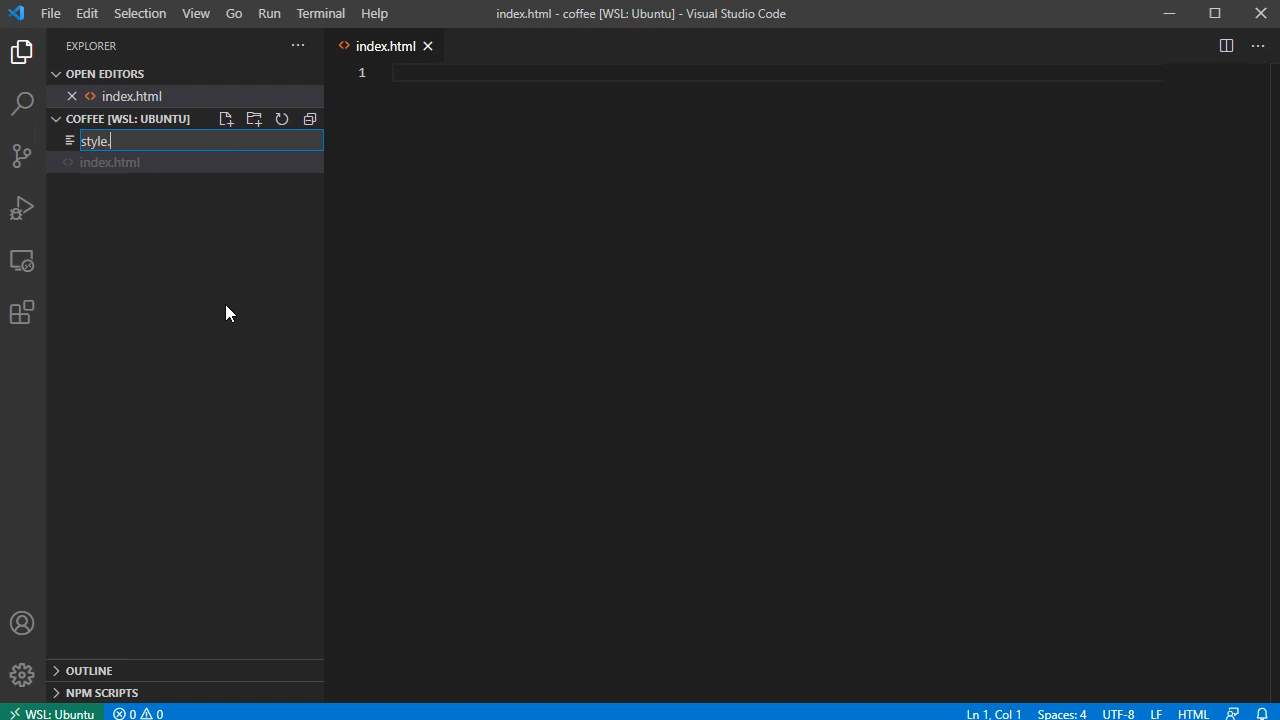 File Edit Selection View Go Run Terminal Help index.html - coffee [WSL: Ubuntu] - Visual Studio Code
EXPLORER
index.html
OPEN EDITORS
index.html
COFFEE [WSL: UBUNTU]
style.
index.html
1
OUTLINE
NPM SCRIPTS
WSL: Ubuntu 0 0 Ln 1, Col 1 Spaces: 4 UTF-8 LF HTML